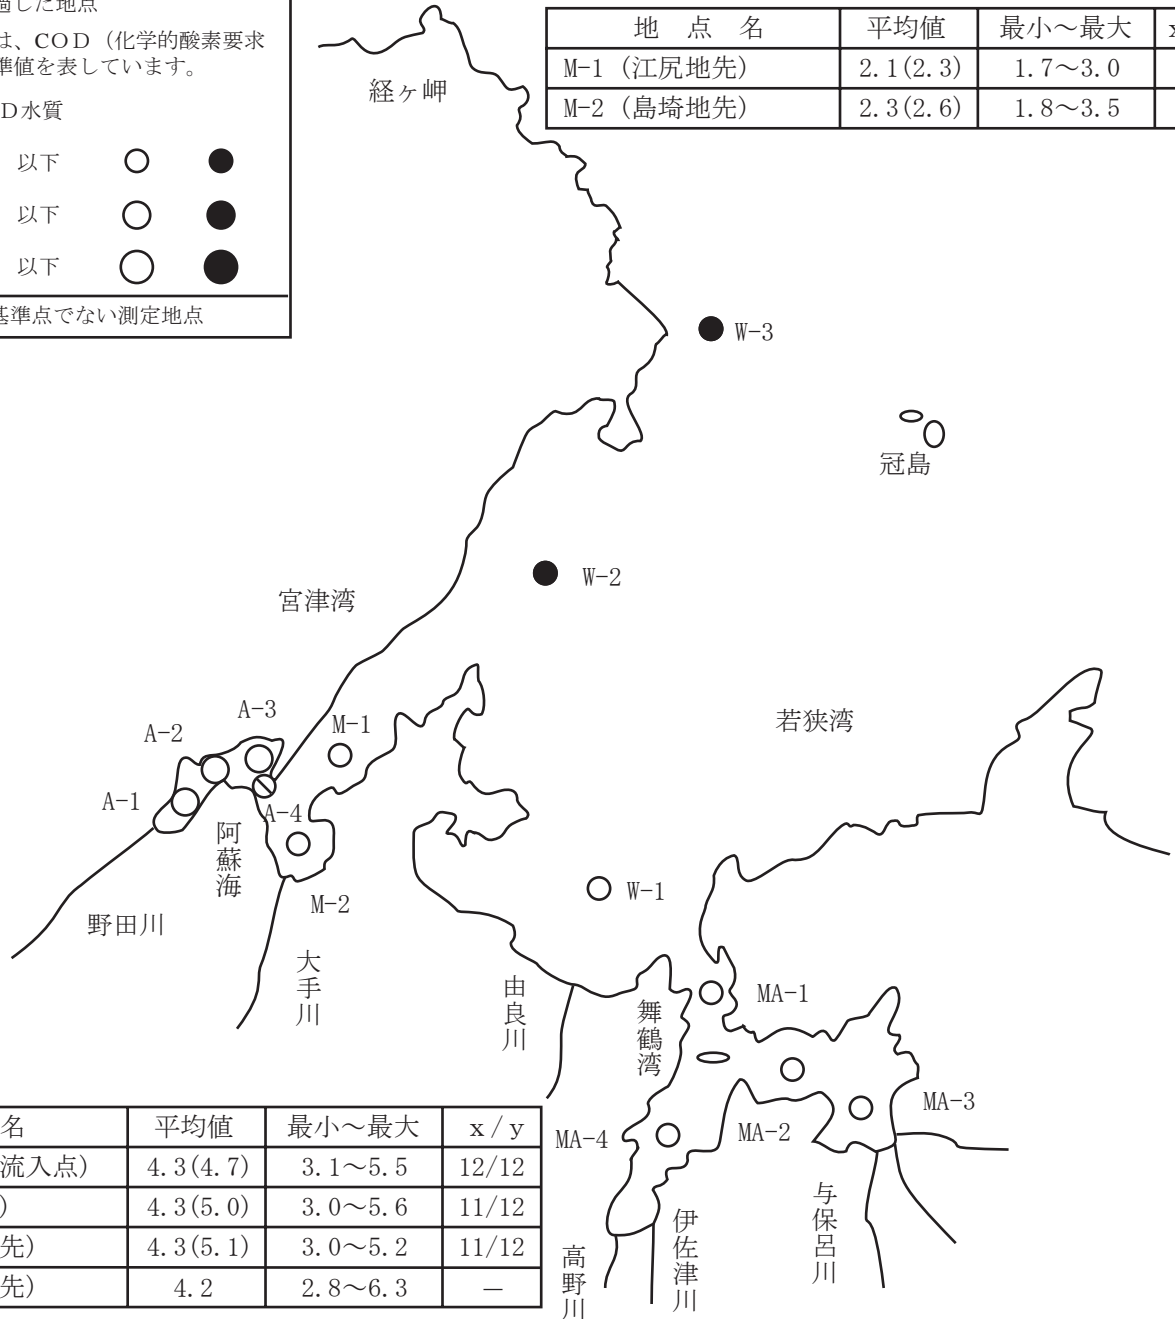 過した地点
は、ＣＯＤ（化学的酸素要求
準値を表しています。
Ｄ水質
以下
以下
以下
基準点でない測定地点
地　点　名 平均値 最小～最大 x
M-1（江尻地先） 2.1(2.3) 1.7～3.0
M-2（島埼地先） 2.3(2.6) 1.8～3.5
経ヶ岬
W-3
冠島
W-2
宮津湾
若狭湾
A-3
M-1
A-2
A-1
A-4
阿蘇海
M-2
W-1
野田川
大手川
由良川
舞鶴湾
MA-1
MA-3
MA-2
MA-4
与保呂川
伊佐津川
高野川
名 平均値 最小～最大 x/y
流入点） 4.3(4.7) 3.1～5.5 12/12
） 4.3(5.0) 3.0～5.6 11/12
先） 4.3(5.1) 3.0～5.2 11/12
先） 4.2 2.8～6.3 －